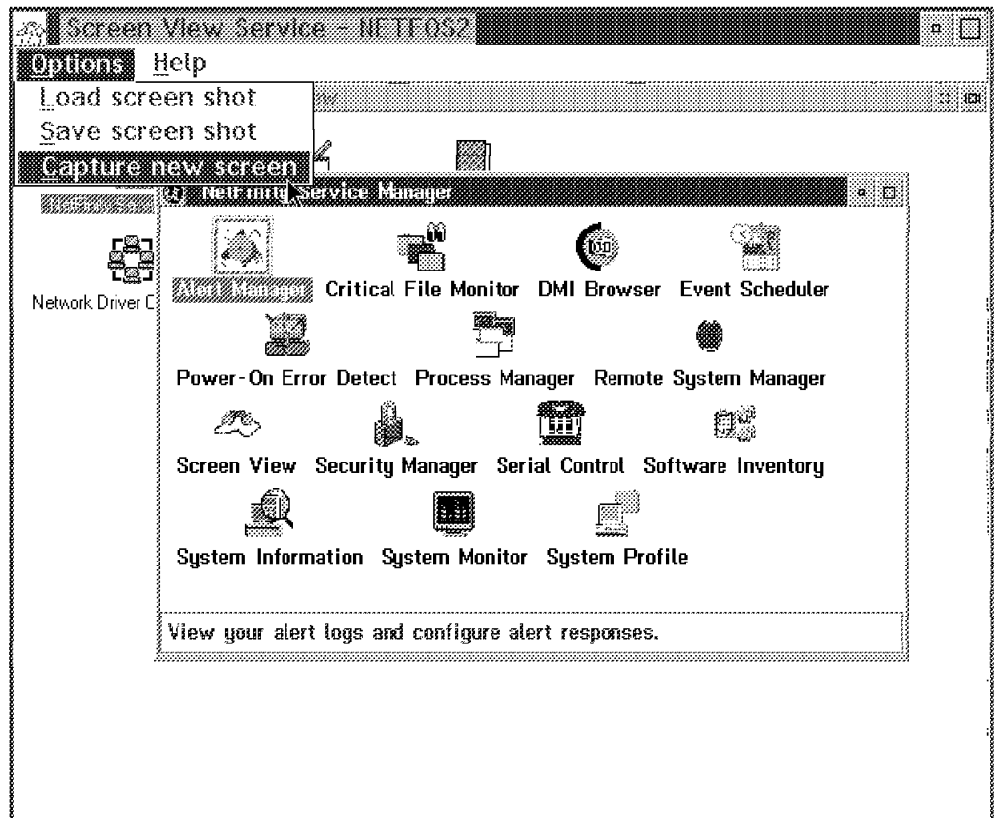 Screen View Service - NETFOS2
Options Help
Load screen shot
Save screen shot
Capture new screen
NetFinity Service Manager
Network Driver
Alert Manager Critical File Monitor DMI Browser Event Scheduler
Power-On Error Detect Process Manager Remote System Manager
Screen View Security Manager Serial Control Software Inventory
System Information System Monitor System Profile
View your alert logs and configure alert responses.